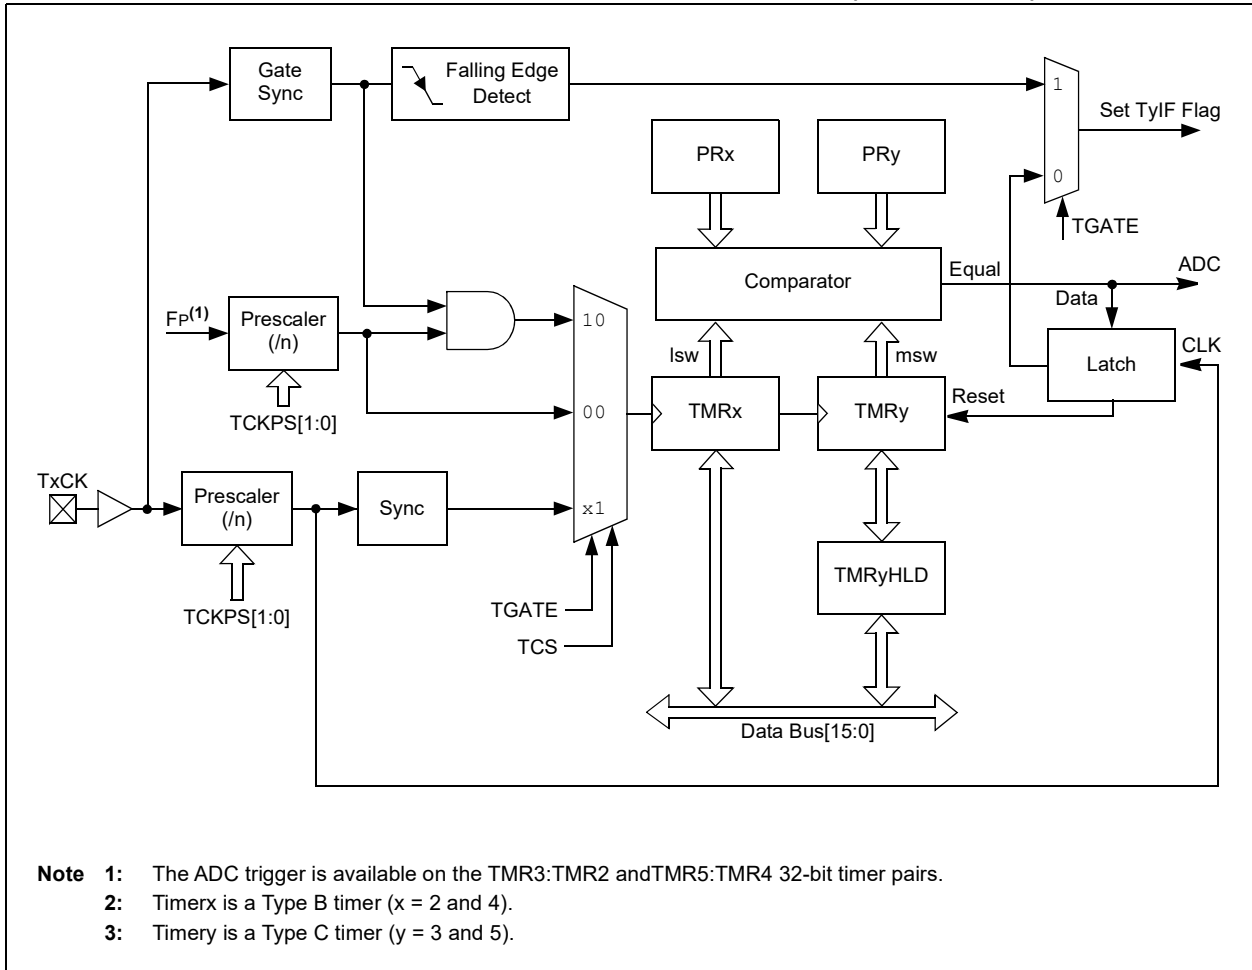 Gate
Sync
Falling Edge
Detect
1
Set TyIF Flag
PRx
PRy
0
TGATE
Comparator
Equal
ADC
Data
FP(1)
Prescaler
(/n)
10
lsw
msw
Latch
CLK
TCKPS[1:0]
00
TMRx
TMRy
Reset
TxCK
Prescaler
(/n)
Sync
x1
TMRyHLD
TCKPS[1:0]
TGATE
TCS
Data Bus[15:0]
Note 1: The ADC trigger is available on the TMR3:TMR2 andTMR5:TMR4 32-bit timer pairs.
2: Timerx is a Type B timer (x = 2 and 4).
3: Timery is a Type C timer (y = 3 and 5).